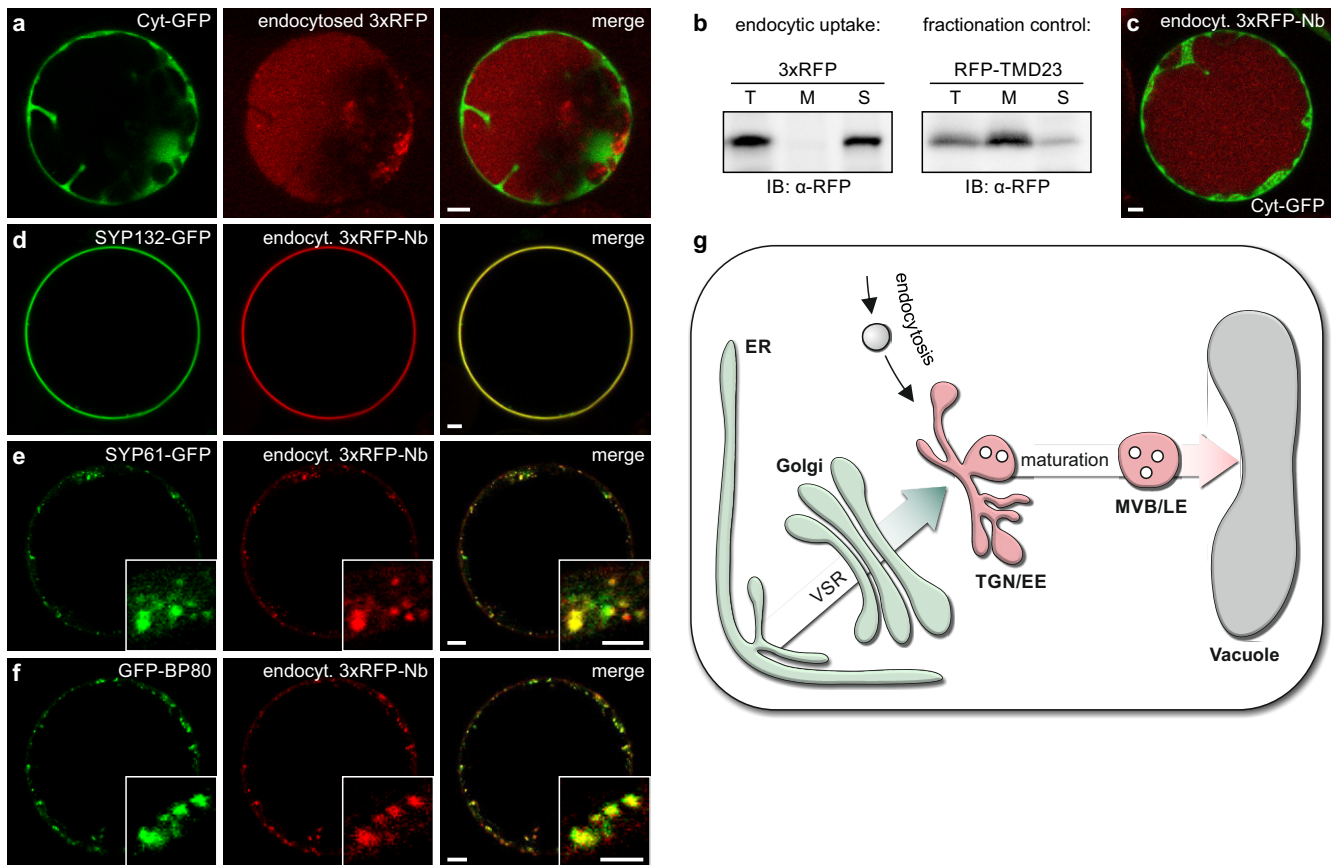 a Cyt-GFP endocytosed 3xRFP merge
b endocytic uptake: fractionation control:
3xRFP RFP-TMD23
T M S T M S
IB: α-RFP IB: α-RFP
c endocyt. 3xRFP-Nb
Cyt-GFP
d SYP132-GFP endocyt. 3xRFP-Nb merge
e SYP61-GFP endocyt. 3xRFP-Nb merge
f GFP-BP80 endocyt. 3xRFP-Nb merge
g
endocytosis
ER
Golgi
maturation
MVB/LE
VSR
TGN/EE
Vacuole